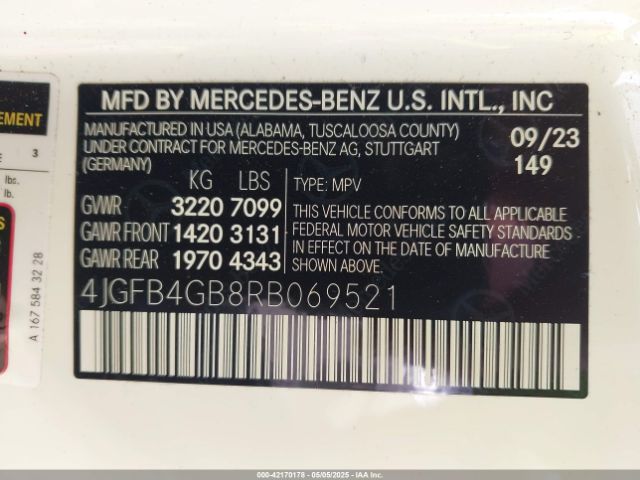 MFD BY MERCEDES-BENZ U.S. INTL., INC
MANUFACTURED IN USA (ALABAMA, TUSCALOOSA COUNTY)
UNDER CONTRACT FOR MERCEDES-BENZ AG, STUTTGART
(GERMANY)
09/23
149
KG LBS
TYPE: MPV
GVWR 3220 7099
GAWR FRONT 1420 3131
GAWR REAR 1970 4343
THIS VEHICLE CONFORMS TO ALL APPLICABLE
FEDERAL MOTOR VEHICLE SAFETY STANDARDS
IN EFFECT ON THE DATE OF MANUFACTURE
SHOWN ABOVE.
4JGFB4GB8RB069521
3
lbs.
lb.
A 167 584 32 28
000-42170178 - 05/05/2025 - IAA, Inc.